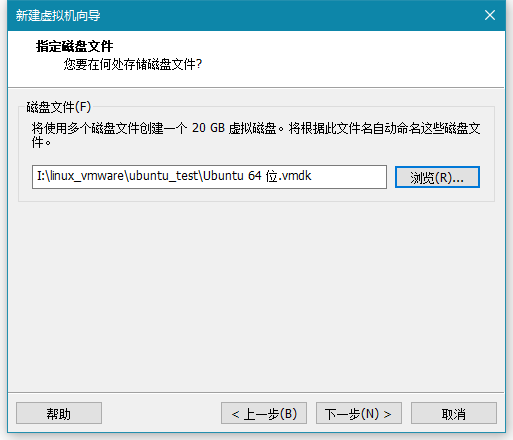 新建虚拟机向导
指定磁盘文件
您要在何处存储磁盘文件?
磁盘文件(F)
将使用多个磁盘文件创建一个 20 GB 虚拟磁盘。将根据此文件名自动命名这些磁盘文
件。
I:\linux_vmware\ubuntu_test\Ubuntu 64 位.vmdk
浏览(R)...
帮助
< 上一步(B)
下一步(N) >
取消